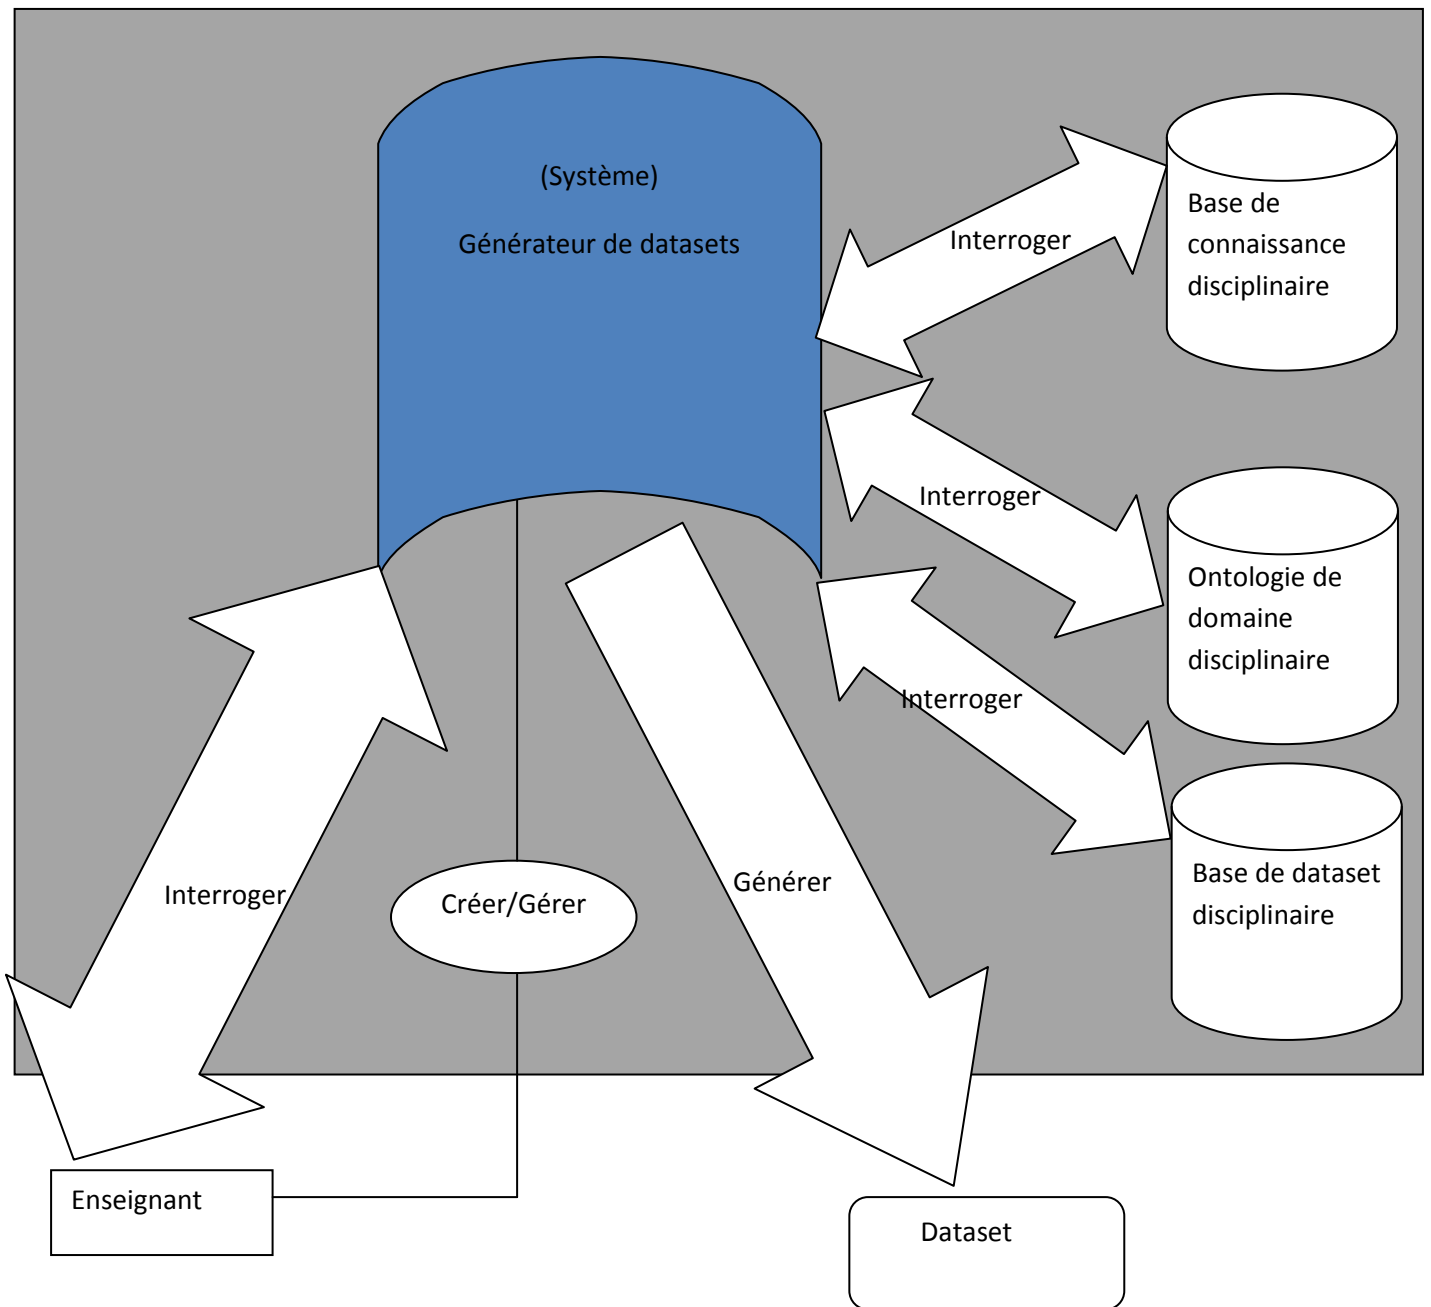 (Système)
Générateur de datasets
Interroger
Base de
connaissance
disciplinaire
Interroger
Ontologie de
domaine
disciplinaire
Interroger
Base de dataset
disciplinaire
Interroger
Créer/Gérer
Générer
Enseignant
Dataset